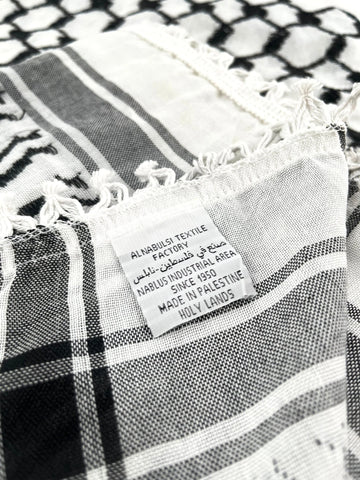 ALNABULSI TEXTILE
FACTORY
صنع في فلسطين-نابلس
NABLUS INDUSTRIAL AREA
SINCE 1950
MADE IN PALESTINE
HOLY LANDS